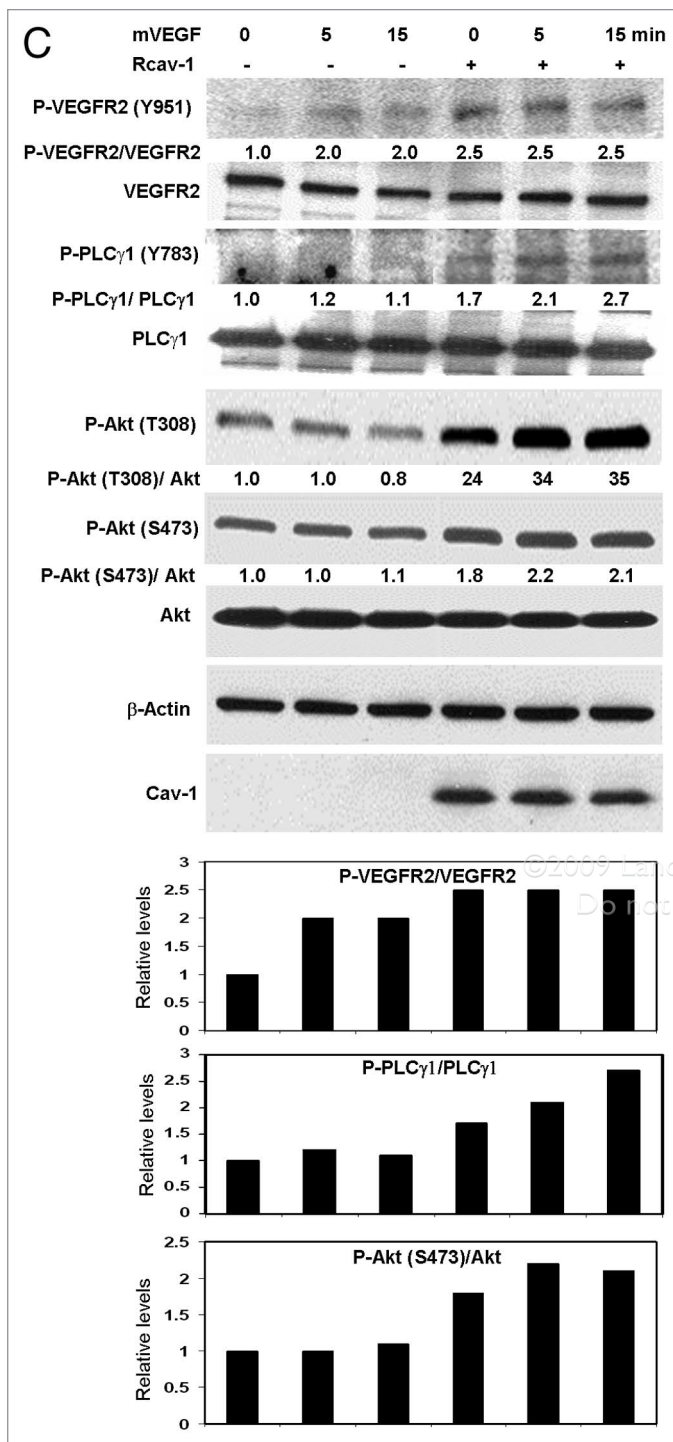 C
mVEGF 0 5 15 0 5 15 min
Rcav-1 - - - + + +
P-VEGFR2 (Y951)
P-VEGFR2/VEGFR2 1.0 2.0 2.0 2.5 2.5 2.5
VEGFR2
P-PLCγ1 (Y783)
P-PLCγ1/ PLCγ1 1.0 1.2 1.1 1.7 2.1 2.7
PLCγ1
P-Akt (T308)
P-Akt (T308)/ Akt 1.0 1.0 0.8 24 34 35
P-Akt (S473)
P-Akt (S473)/ Akt 1.0 1.0 1.1 1.8 2.2 2.1
Akt
β-Actin
Cav-1
©2009 Lanc
Do not
P-VEGFR2/VEGFR2
Relative levels
3
2.5
2
1.5
1
0.5
0
P-PLCγ1/PLCγ1
Relative levels
3
2.5
2
1.5
1
0.5
0
P-Akt (S473)/Akt
Relative levels
2.5
2
1.5
1
0.5
0